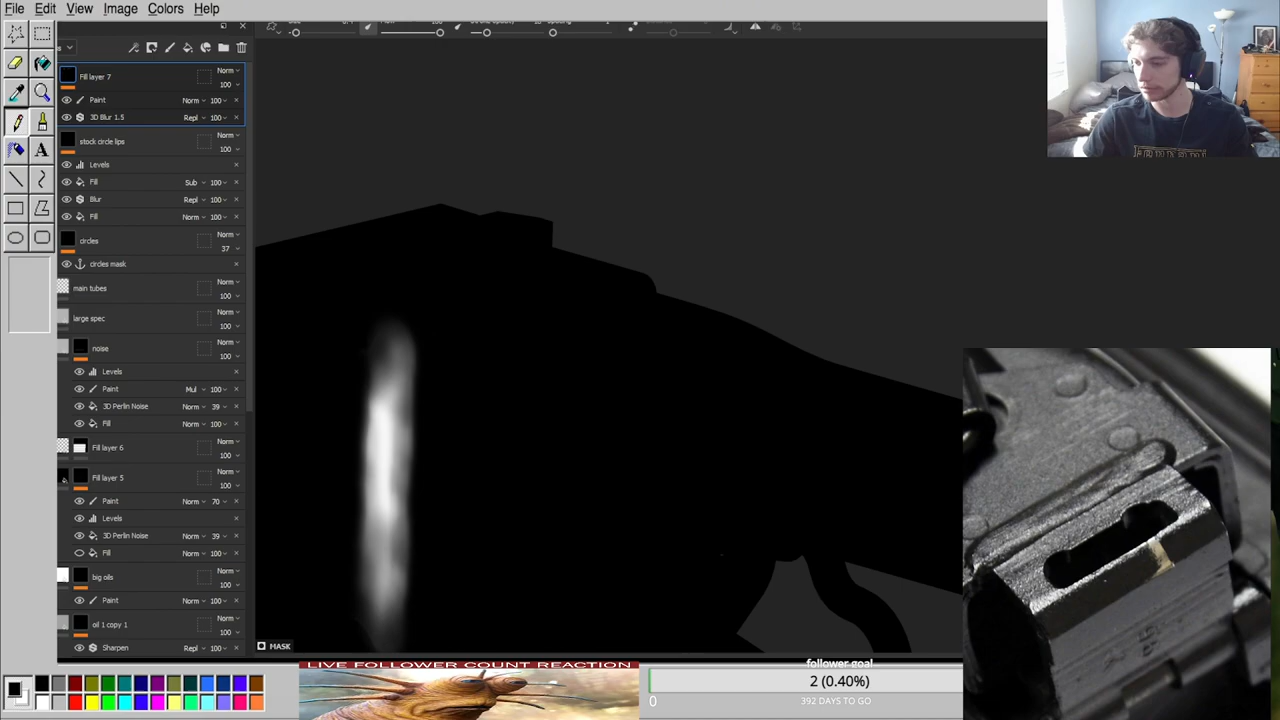 File Edit View Image Colors Help
Fill layer 7 Norm 100
Paint Norm 100
3D Blur 1.5 Repl 100
stock circle lips Norm 100
Levels
Fill Sub 100
Blur Repl 100
Fill Norm 100
circles Norm 37
circles mask
main tubes Norm 100
large spec Norm 100
noise Norm 100
Levels
Paint Mul 100
3D Perlin Noise Norm 39
Fill Norm 100
Fill layer 6 Norm 100
Fill layer 5 Norm 100
Paint Norm 70
Levels
3D Perlin Noise Norm 39
Fill Norm 100
big oils Norm 100
Paint Norm 100
oil 1 copy 1 Norm 100
Sharpen Repl 100
MASK
LIVE FOLLOWER COUNT REACTION
follower goal
2 (0.40%)
0
392 DAYS TO GO